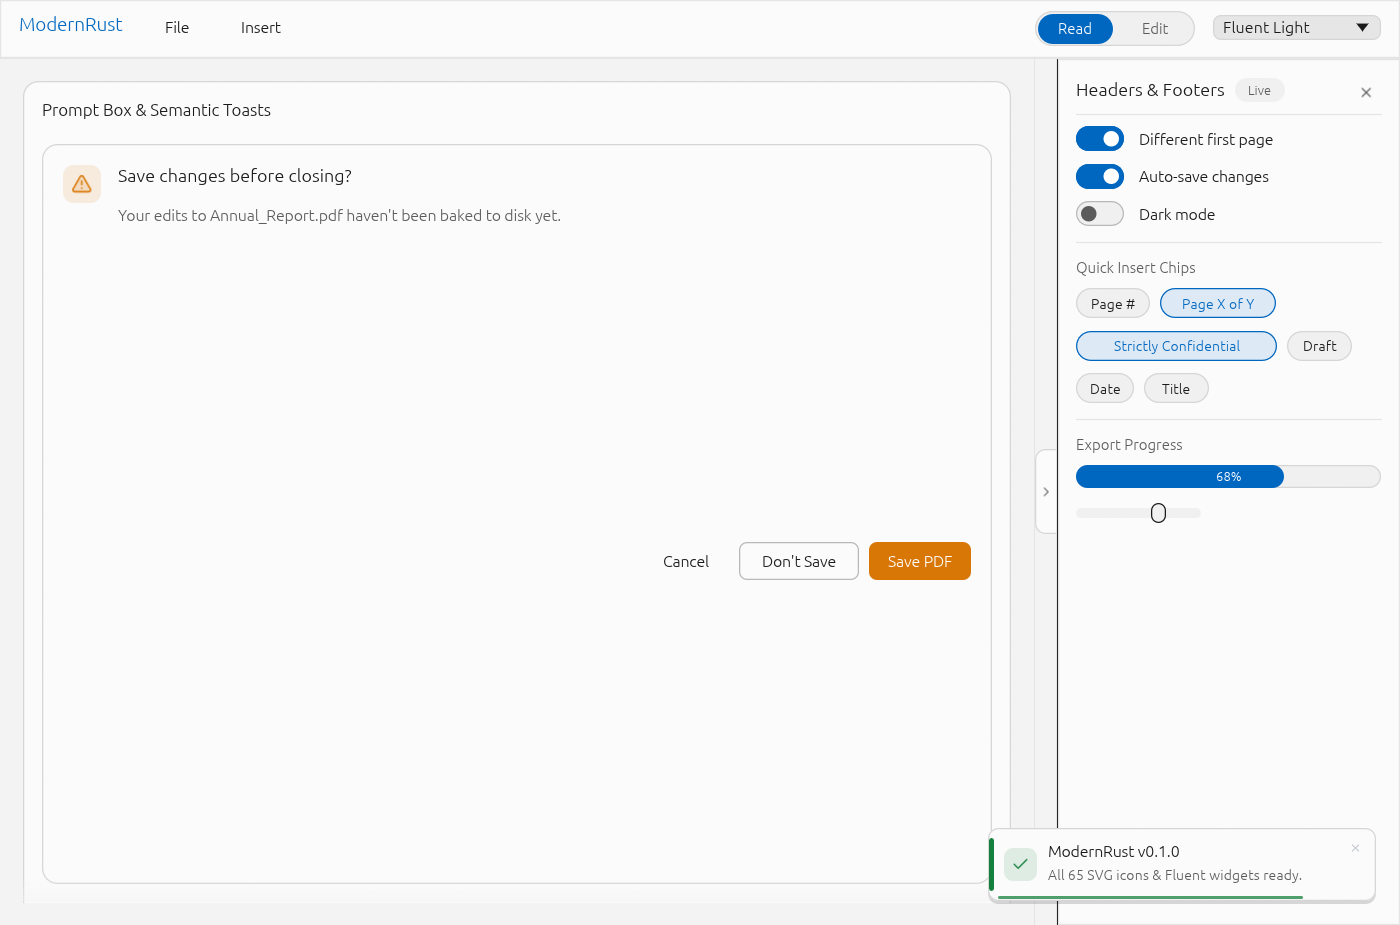 ModernRust File Insert Read Edit Fluent Light
Prompt Box & Semantic Toasts
Save changes before closing?
Your edits to Annual_Report.pdf haven't been baked to disk yet.
Cancel Don't Save Save PDF
Headers & Footers Live
Different first page
Auto-save changes
Dark mode
Quick Insert Chips
Page # Page X of Y
Strictly Confidential Draft
Date Title
Export Progress
68%
ModernRust v0.1.0
All 65 SVG icons & Fluent widgets ready.